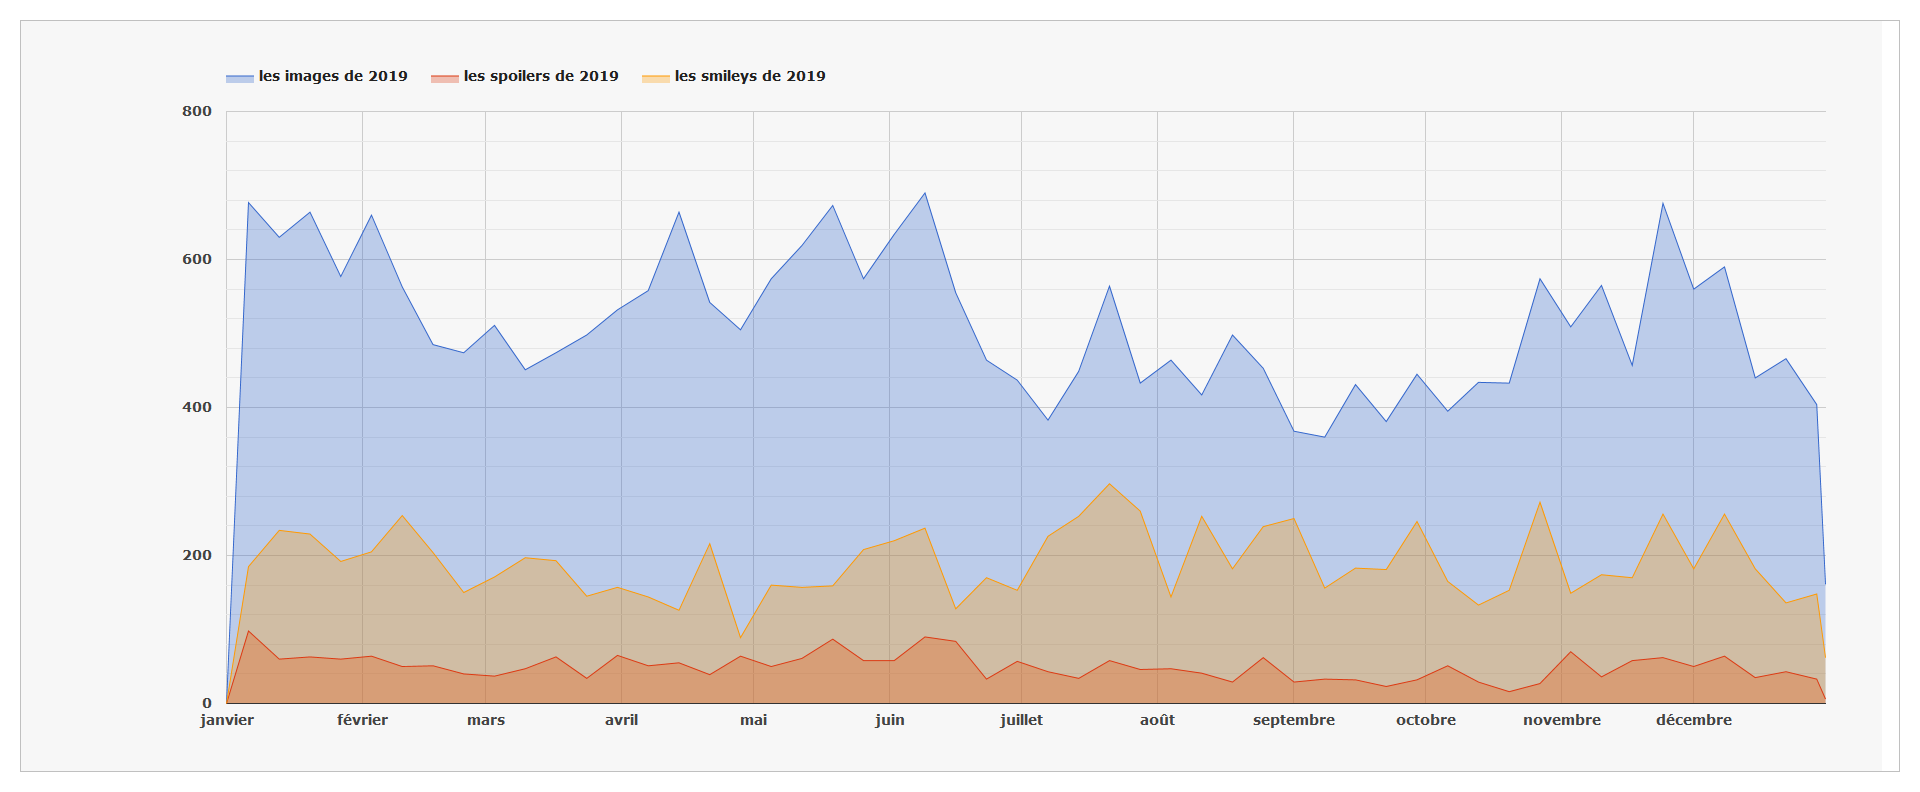 les images de 2019 les spoilers de 2019 les smileys de 2019
800
600
400
200
0
janvier février mars avril mai juin juillet août septembre octobre novembre décembre